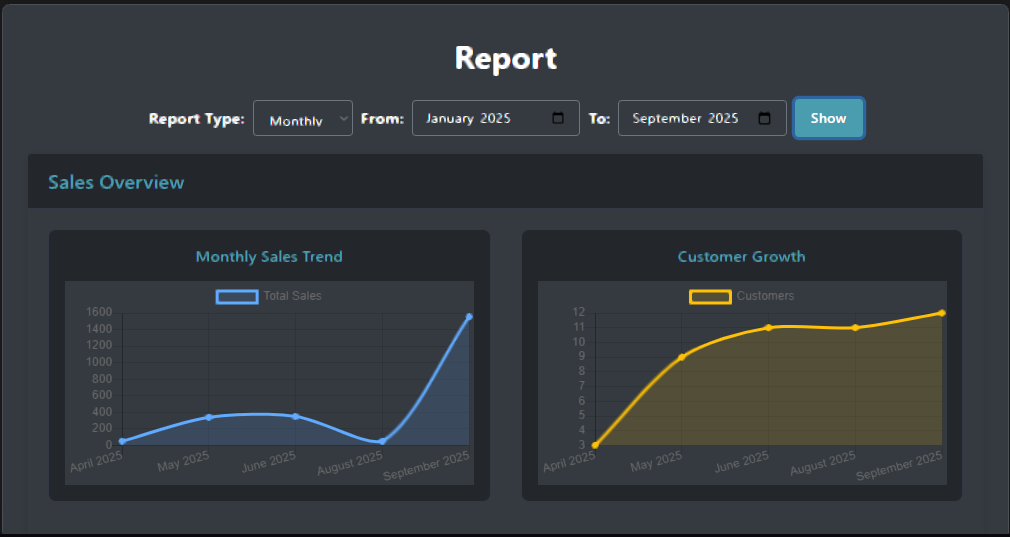 Report
Report Type: Monthly From: January 2025 To: September 2025 Show
Sales Overview
Monthly Sales Trend
Total Sales
1600
1400
1200
1000
800
600
400
200
0
April 2025 May 2025 June 2025 August 2025 September 2025
Customer Growth
Customers
12
11
10
9
8
7
6
5
4
3
April 2025 May 2025 June 2025 August 2025 September 2025